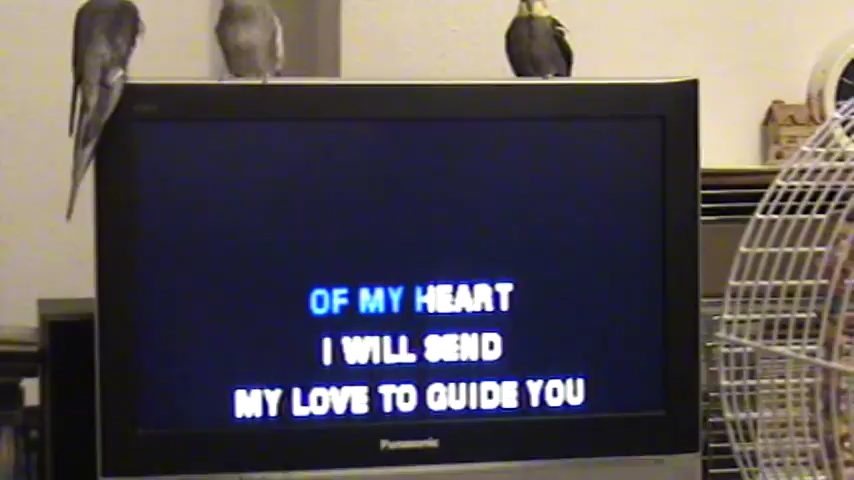 OF MY HEART
I WILL SEND
MY LOVE TO GUIDE YOU
Panasonic